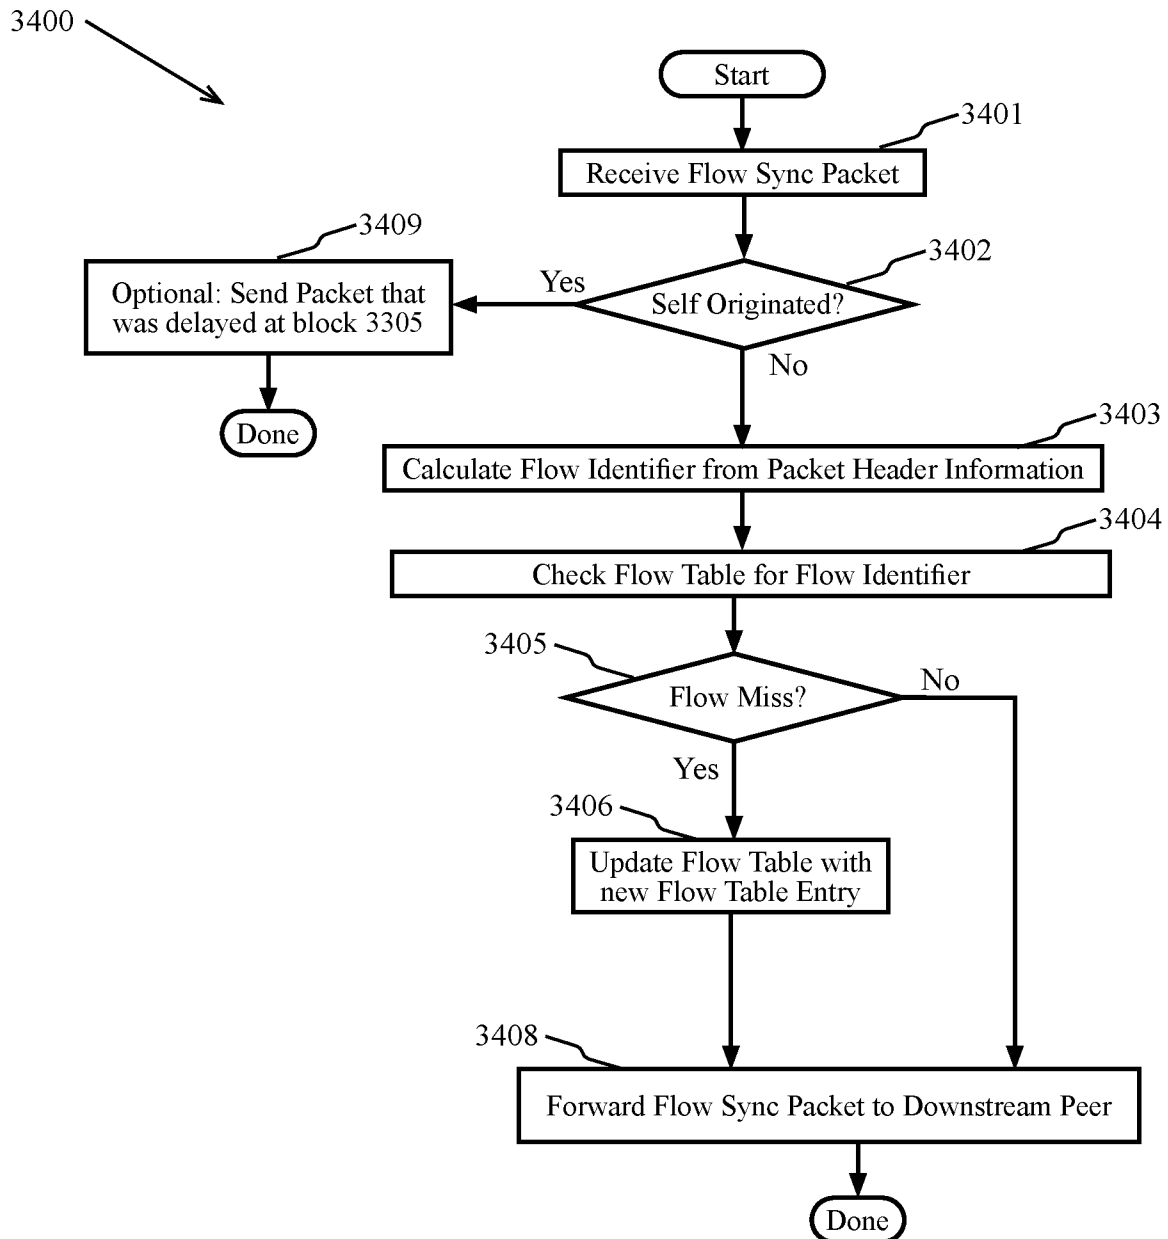 3400
Start
3401
Receive Flow Sync Packet
3409
3402
Optional: Send Packet that
was delayed at block 3305
Yes
Self Originated?
No
Done
3403
Calculate Flow Identifier from Packet Header Information
3404
Check Flow Table for Flow Identifier
3405
Flow Miss?
No
Yes
3406
Update Flow Table with
new Flow Table Entry
3408
Forward Flow Sync Packet to Downstream Peer
Done